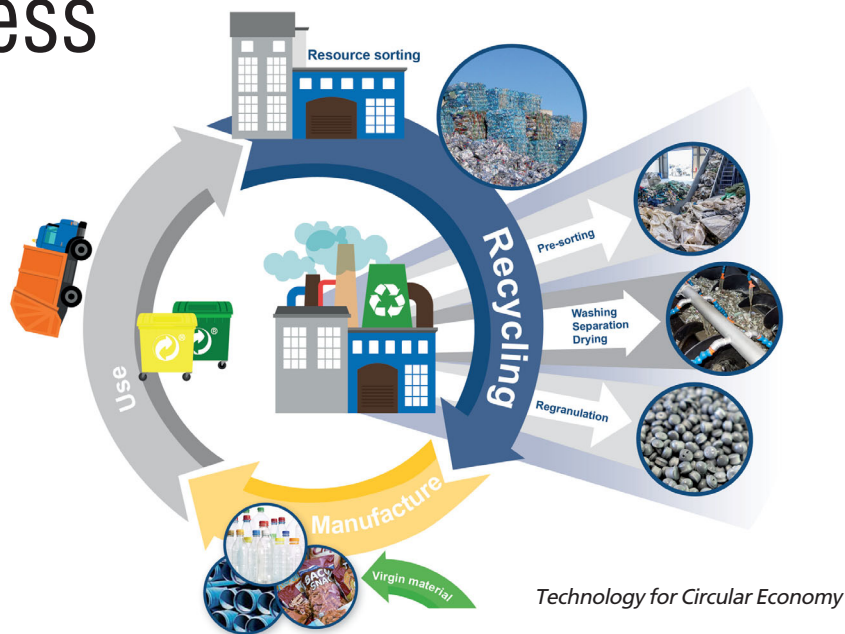 ess
Resource sorting
Recycling
Pre-sorting
Washing
Separation
Drying
Regranulation
Use
Manufacture
Virgin material
Technology for Circular Economy